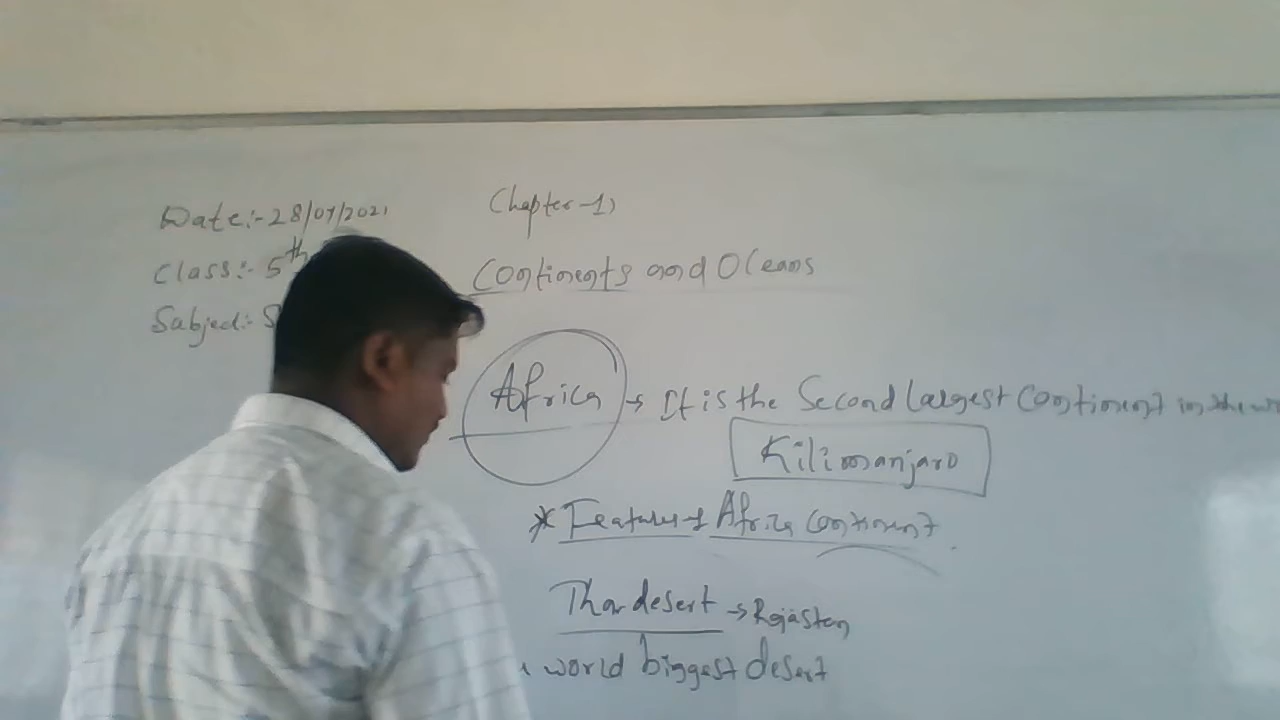 Date:- 28/07/2021
Chapter-1)
Class:- 5th
Continents and Oceans
Subject:- S
Africa → It is the Second largest Continent in the
Kilimanjaro
* Features of Africa Continent.
Thar desert → Rajastan
world biggest desert